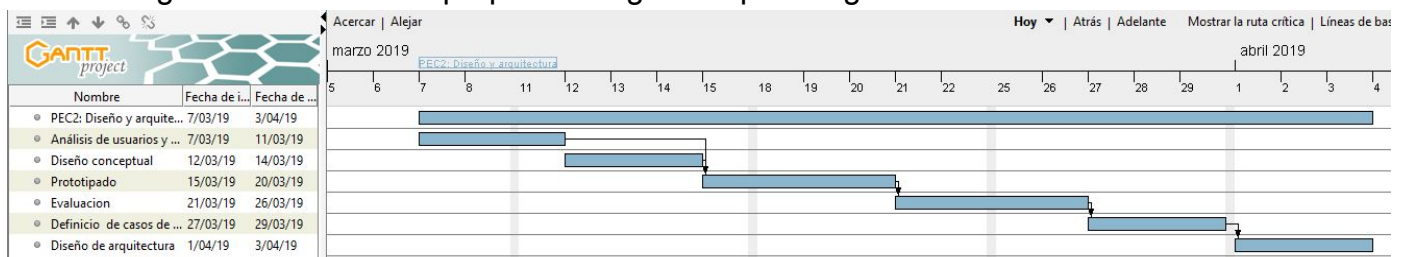 Acercar | Alejar Hoy ▼ | Atrás | Adelante Mostrar la ruta crítica | Líneas de bas
GANTT
project
marzo 2019 abril 2019
PEC2: Diseño y arquitectura
5 6 7 8 11 12 13 14 15 18 19 20 21 22 25 26 27 28 29 1 2 3 4
Nombre Fecha de i... Fecha de ...
PEC2: Diseño y arquite... 7/03/19 3/04/19
Análisis de usuarios y ... 7/03/19 11/03/19
Diseño conceptual 12/03/19 14/03/19
Prototipado 15/03/19 20/03/19
Evaluacion 21/03/19 26/03/19
Definicio de casos de ... 27/03/19 29/03/19
Diseño de arquitectura 1/04/19 3/04/19